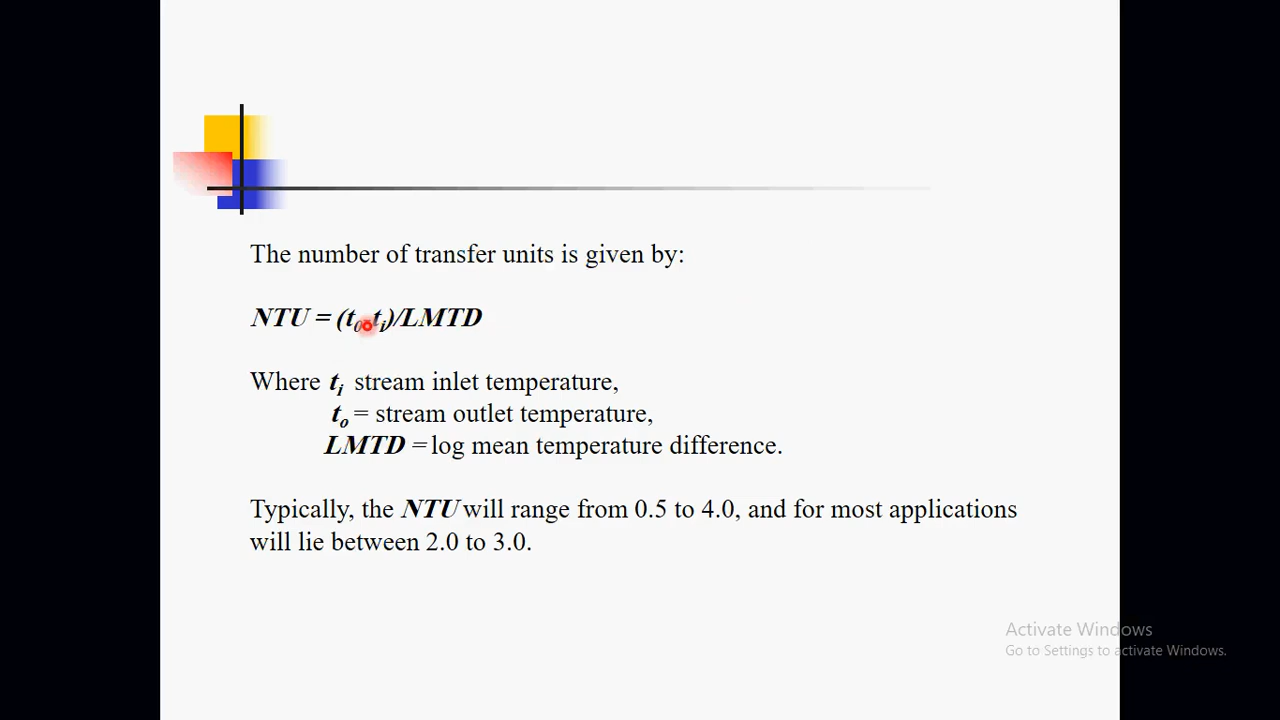 The number of transfer units is given by:
NTU = (to-ti)/LMTD
Where ti stream inlet temperature,
to = stream outlet temperature,
LMTD = log mean temperature difference.
Typically, the NTU will range from 0.5 to 4.0, and for most applications
will lie between 2.0 to 3.0.
Activate Windows
Go to Settings to activate Windows.